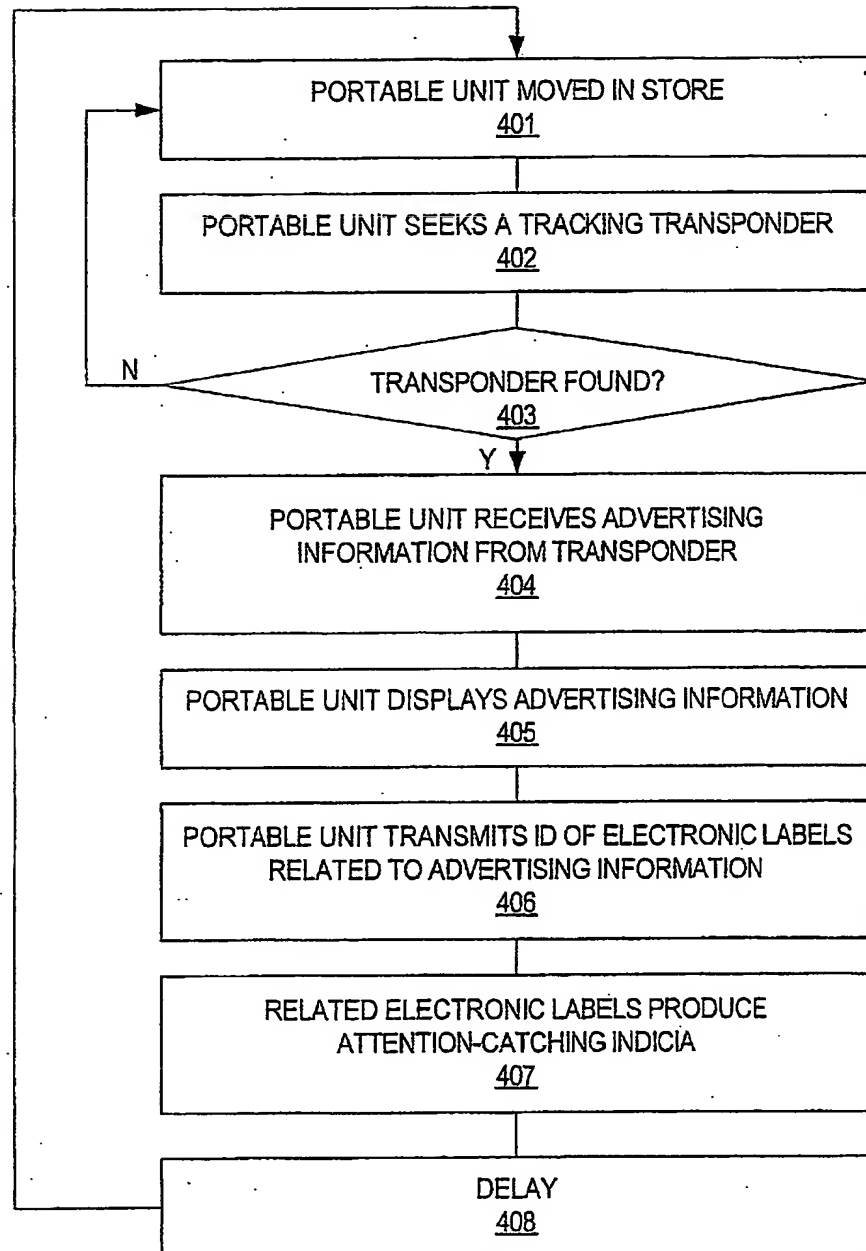 PORTABLE UNIT MOVED IN STORE
401
PORTABLE UNIT SEEKS A TRACKING TRANSPONDER
402
N
TRANSPONDER FOUND?
403
Y
PORTABLE UNIT RECEIVES ADVERTISING
INFORMATION FROM TRANSPONDER
404
PORTABLE UNIT DISPLAYS ADVERTISING INFORMATION
405
PORTABLE UNIT TRANSMITS ID OF ELECTRONIC LABELS
RELATED TO ADVERTISING INFORMATION
406
RELATED ELECTRONIC LABELS PRODUCE
ATTENTION-CATCHING INDICIA
407
DELAY
408